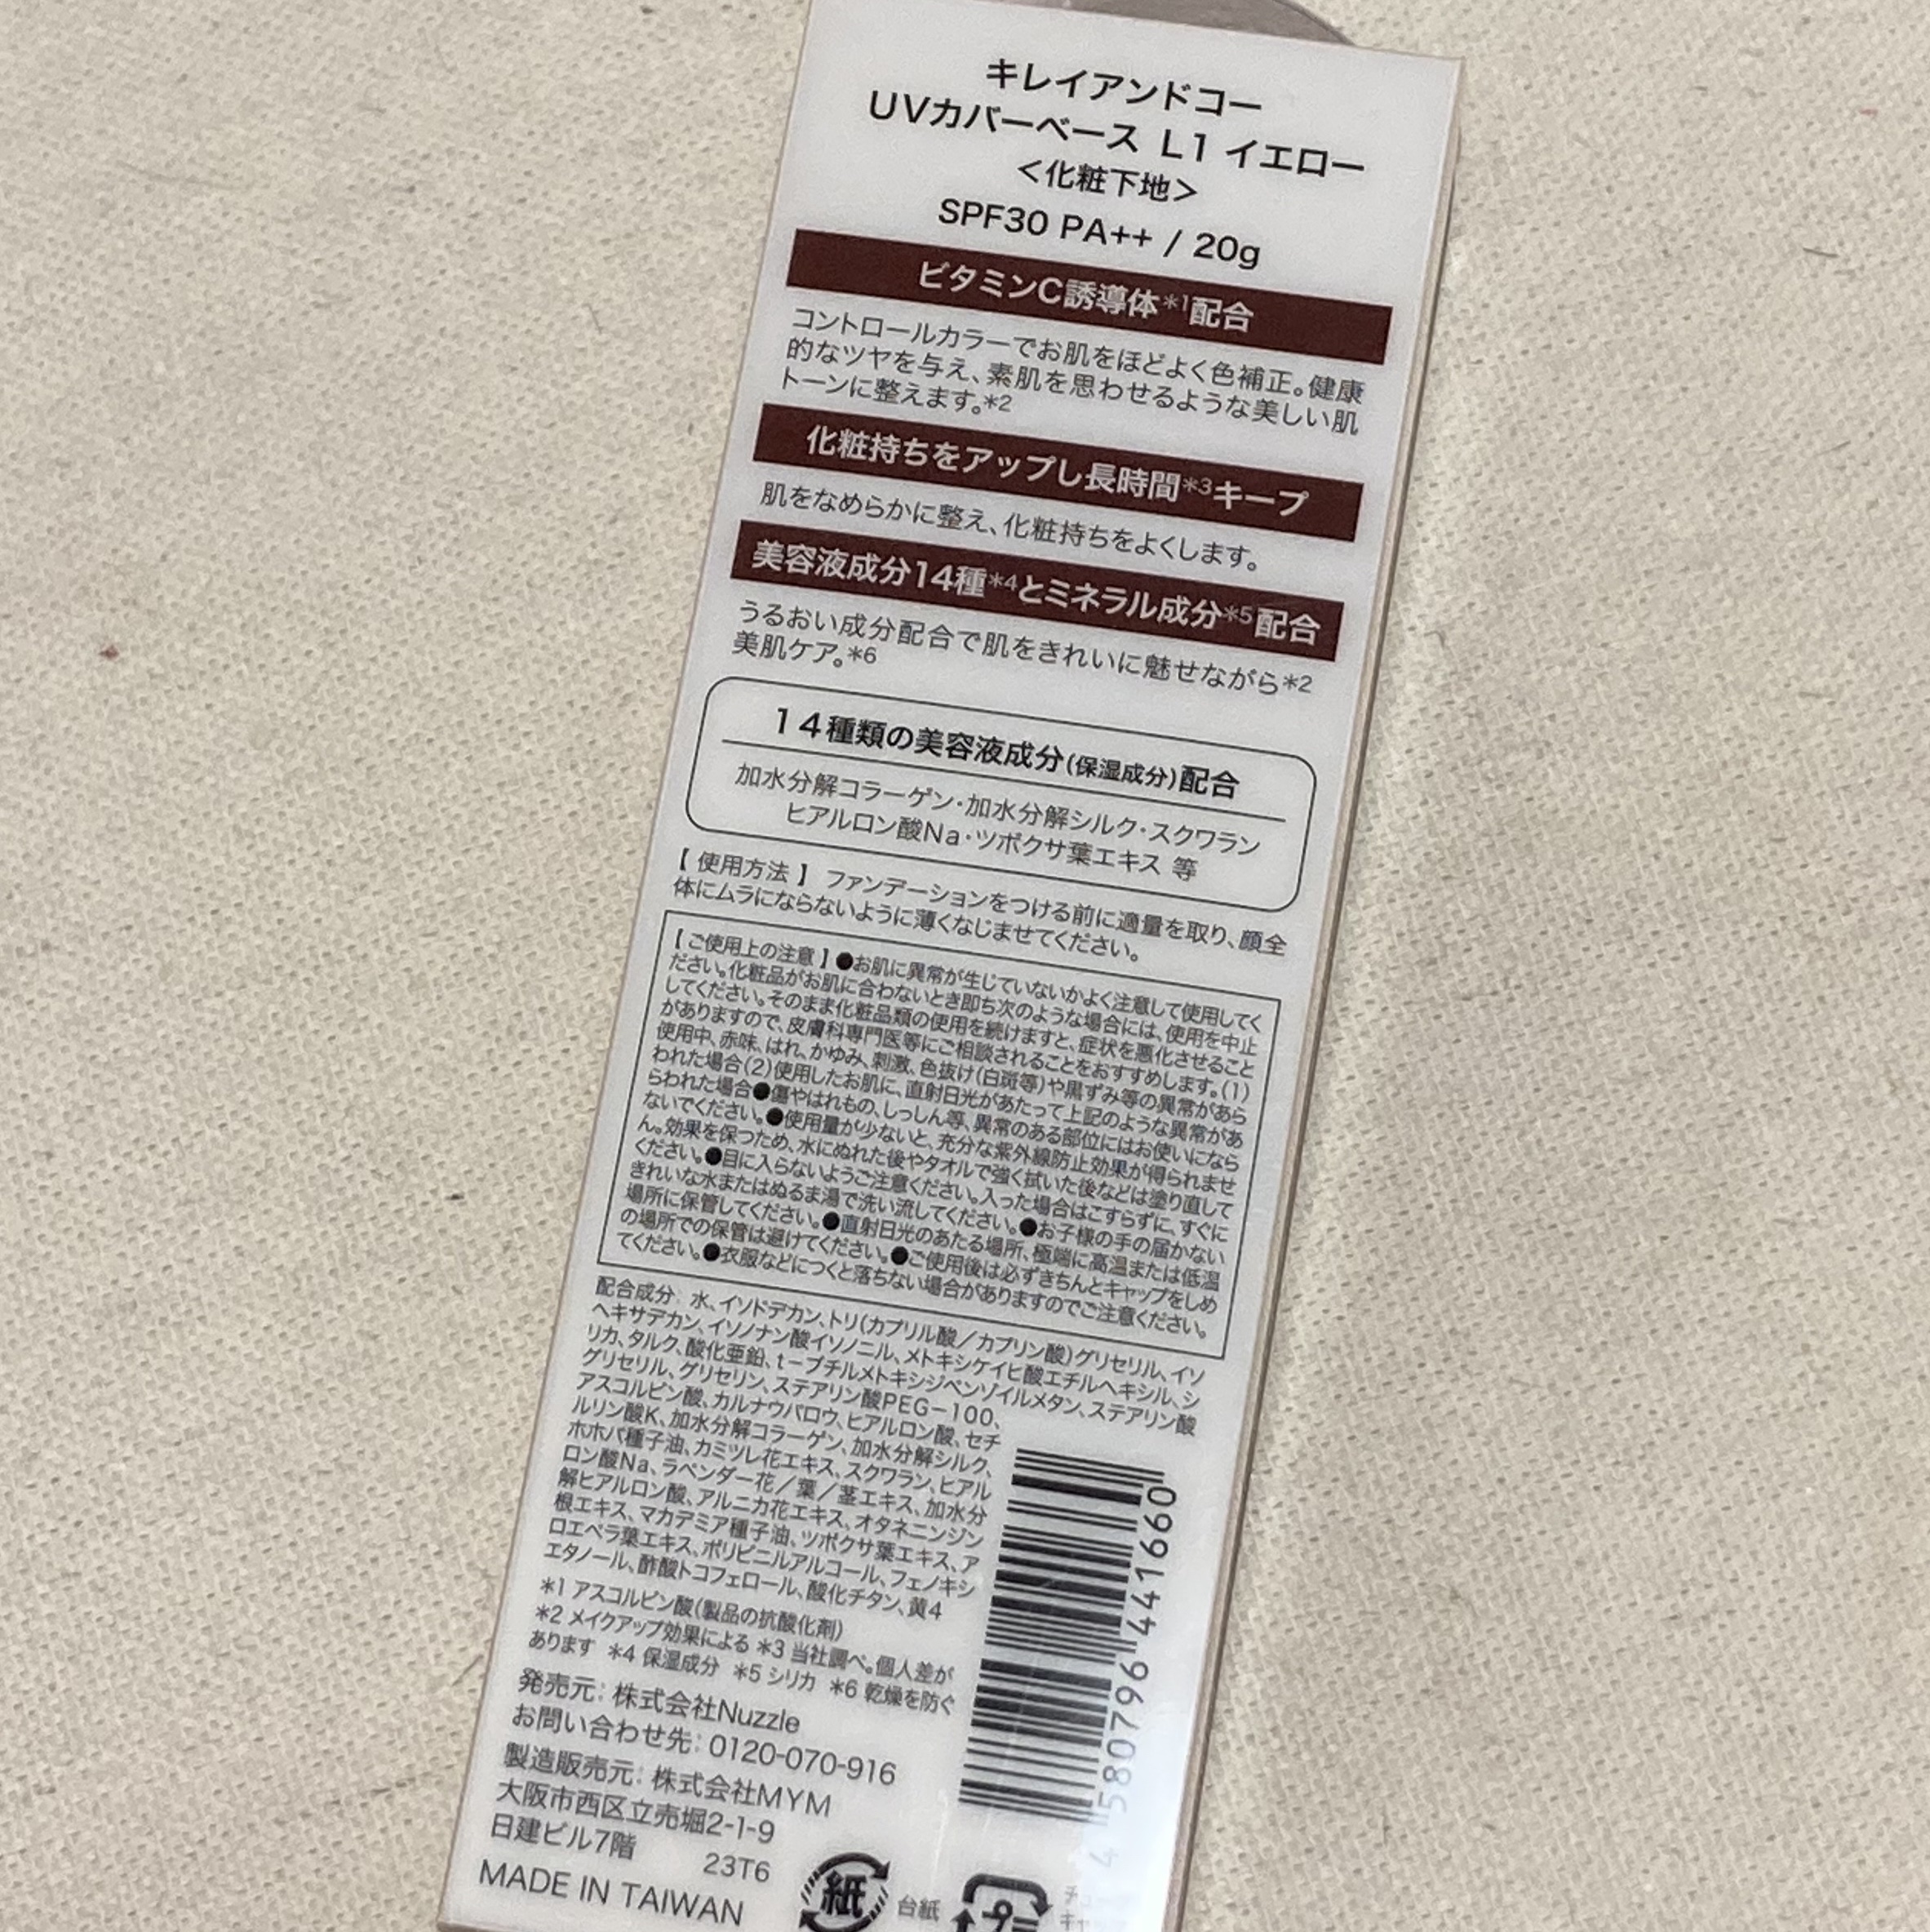 キレイアンドコー
UVカバーベース L1 イエロー
<化粧下地>
SPF30 PA++ / 20g
ビタミンC誘導体*1配合
コントロールカラーでお肌をほどよく色補正。健康
的なツヤを与え、素肌を思わせるような美しい肌
トーンに整えます。*2
化粧持ちをアップし長時間*3キープ
肌をなめらかに整え、化粧持ちをよくします。
美容液成分14種*4とミネラル成分*5配合
うるおい成分配合で肌をきれいに魅せながら*2
美肌ケア。*6
14種類の美容液成分(保湿成分)配合
加水分解コラーゲン・加水分解シルク・スクワラン
ヒアルロン酸Na・ツボクサ葉エキス 等
【使用方法】 ファンデーションをつける前に適量を取り、顔全
体にムラにならないように薄くなじませてください。
【ご使用上の注意】●お肌に異常が生じていないかよく注意して使用してく
ださい。化粧品がお肌に合わないとき即ち次のような場合には、使用を中止
してください。そのまま化粧品類の使用を続けますと、症状を悪化させること
がありますので、皮膚科専門医等にご相談されることをおすすめします。(1)
使用中、赤味、はれ、かゆみ、刺激、色抜け(白斑等)や黒ずみ等の異常があら
われた場合(2)使用したお肌に、直射日光があたって上記のような異常があ
らわれた場合●傷やはれもの、しっしん等、異常のある部位にはお使いになら
ないでください。●使用量が少ないと、充分な紫外線防止効果が得られませ
ん。効果を保つため、水にぬれた後やタオルで強く拭いた後などは塗り直して
ください。●目に入らないようご注意ください。入った場合はこすらずに、すぐに
きれいな水またはぬるま湯で洗い流してください。●お子様の手の届かない
場所に保管してください。●直射日光のあたる場所、極端に高温または低温
の場所での保管は避けてください。●ご使用後は必ずきちんとキャップをしめ
てください。●衣服などにつくと落ちない場合がありますのでご注意ください。
配合成分 水、イソドデカン、トリ(カプリル酸/カプリン酸)グリセリル、イソ
ヘキサデカン、イソノナン酸イソノニル、メトキシケイヒ酸エチルヘキシル、シ
リカ、タルク、酸化亜鉛、t-ブチルメトキシジベンゾイルメタン、ステアリン酸
グリセリル、グリセリン、ステアリン酸PEG-100、
アスコルビン酸、カルナウバロウ、ヒアルロン酸、セチ
ルリン酸K、加水分解コラーゲン、加水分解シルク、
ホホバ種子油、カミツレ花エキス、スクワラン、ヒアル
ロン酸Na、ラベンダー花/葉/茎エキス、加水分
解ヒアルロン酸、アルニカ花エキス、オタネニンジン
根エキス、マカデミア種子油、ツボクサ葉エキス、ア
ロエベラ葉エキス、ポリビニルアルコール、フェノキシ
エタノール、酢酸トコフェロール、酸化チタン、黄4
*1 アスコルビン酸(製品の抗酸化剤)
*2 メイクアップ効果による *3 当社調べ。個人差が
あります *4 保湿成分 *5 シリカ *6 乾燥を防ぐ
発売元：株式会社Nuzzle
お問い合わせ先：0120-070-916
製造販売元：株式会社MYM
大阪市西区立売堀2-1-9
日建ビル7階 23T6
MADE IN TAIWAN
4 580796 441660
紙 台紙
プ